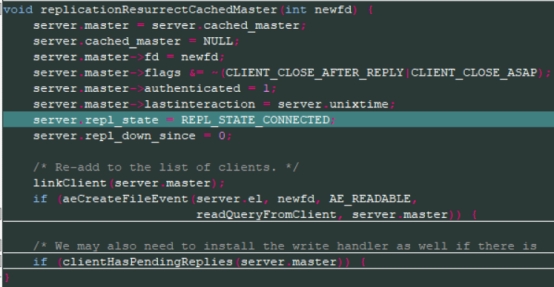 void replicationResurrectCachedMaster(int newfd) {
server.master = server.cached_master;
server.cached_master = NULL;
server.master->fd = newfd;
server.master->flags &= ~(CLIENT_CLOSE_AFTER_REPLY|CLIENT_CLOSE_ASAP);
server.master->authenticated = 1;
server.master->lastinteraction = server.unixtime;
server.repl_state = REPL_STATE_CONNECTED;
server.repl_down_since = 0;
/* Re-add to the list of clients. */
linkClient(server.master);
if (aeCreateFileEvent(server.el, newfd, AE_READABLE,
readQueryFromClient, server.master)) {
/* We may also need to install the write handler as well if there is
if (clientHasPendingReplies(server.master)) {
}